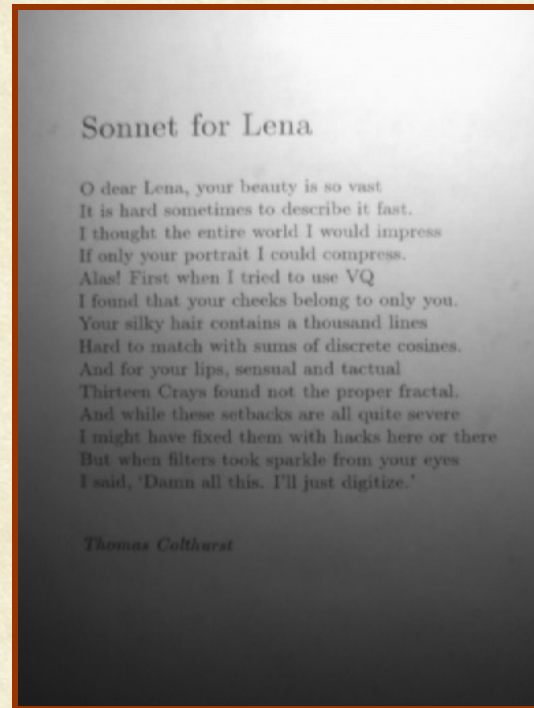 Sonnet for Lena
O dear Lena, your beauty is so vast
It is hard sometimes to describe it fast.
I thought the entire world I would impress
If only your portrait I could compress.
Alas! First when I tried to use VQ
I found that your cheeks belong to only you.
Your silky hair contains a thousand lines
Hard to match with sums of discrete cosines.
And for your lips, sensual and tactual
Thirteen Crays found not the proper fractal.
And while these setbacks are all quite severe
I might have fixed them with hacks here or there
But when filters took sparkle from your eyes
I said, 'Damn all this. I'll just digitize.'
Thomas Colthurst